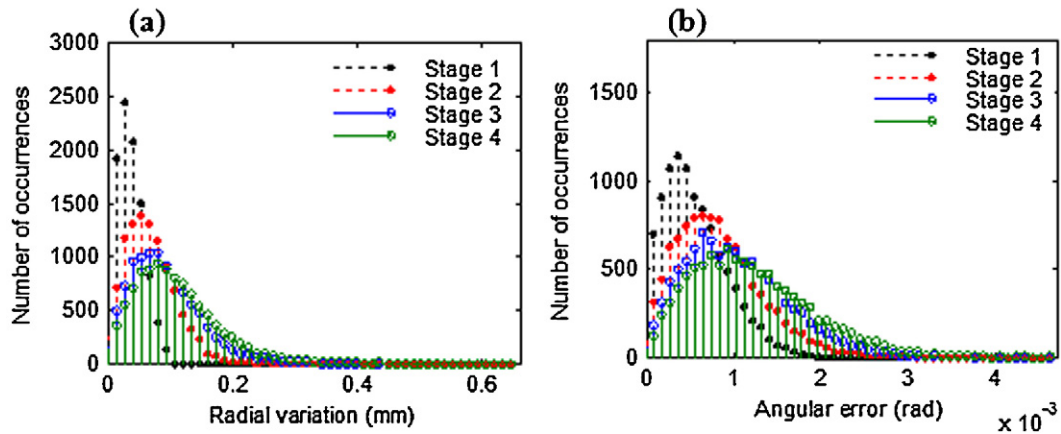 (a)
3000
2500
2000
1500
1000
500
0
Number of occurrences
0 0.2 0.4 0.6
Radial variation (mm)
Stage 1
Stage 2
Stage 3
Stage 4
(b)
1500
1000
500
0
Number of occurrences
0 1 2 3 4
Angular error (rad)
x 10⁻³
Stage 1
Stage 2
Stage 3
Stage 4